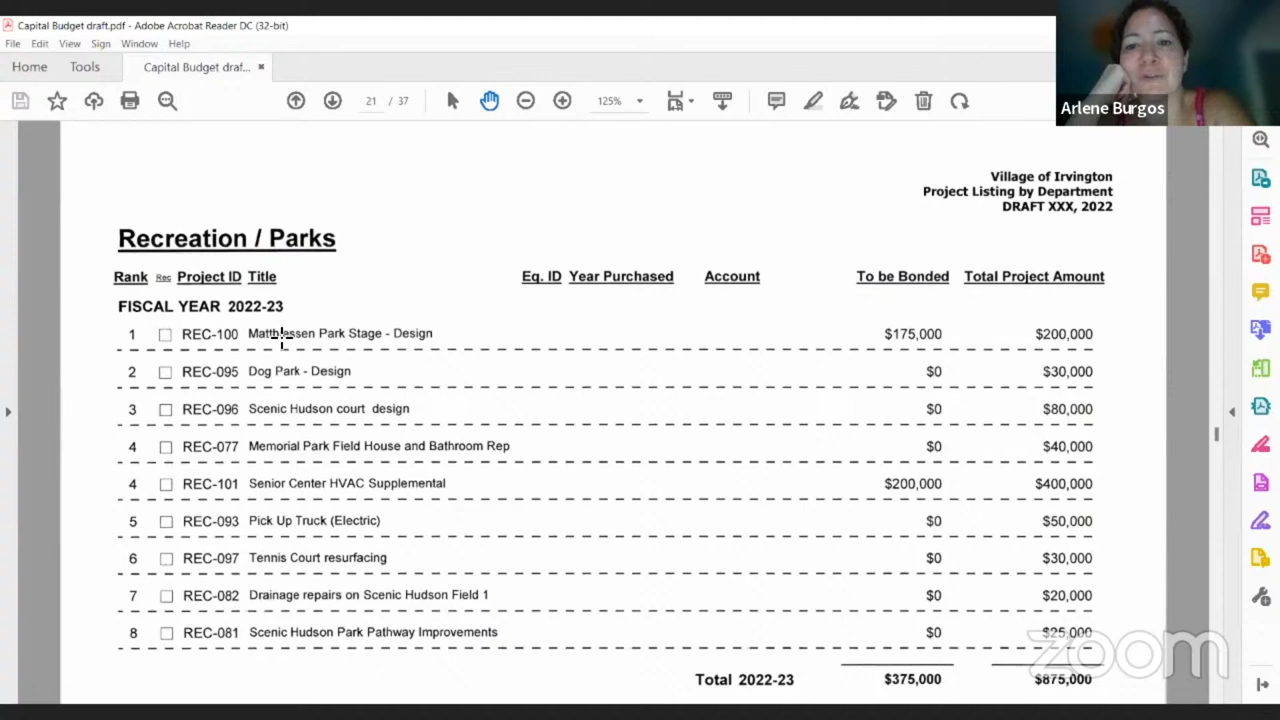 Capital Budget draft.pdf - Adobe Acrobat Reader DC (32-bit)
File Edit View Sign Window Help
Home Tools Capital Budget draf... ×
21 / 37 125%
Arlene Burgos
Village of Irvington
Project Listing by Department
DRAFT XXX, 2022
Recreation / Parks
Rank Rec Project ID Title Eq. ID Year Purchased Account To be Bonded Total Project Amount
FISCAL YEAR 2022-23
1 REC-100 Matthiessen Park Stage - Design $175,000 $200,000
2 REC-095 Dog Park - Design $0 $30,000
3 REC-096 Scenic Hudson court design $0 $80,000
4 REC-077 Memorial Park Field House and Bathroom Rep $0 $40,000
4 REC-101 Senior Center HVAC Supplemental $200,000 $400,000
5 REC-093 Pick Up Truck (Electric) $0 $50,000
6 REC-097 Tennis Court resurfacing $0 $30,000
7 REC-082 Drainage repairs on Scenic Hudson Field 1 $0 $20,000
8 REC-081 Scenic Hudson Park Pathway Improvements $0 $25,000
zoom
Total 2022-23 $375,000 $875,000